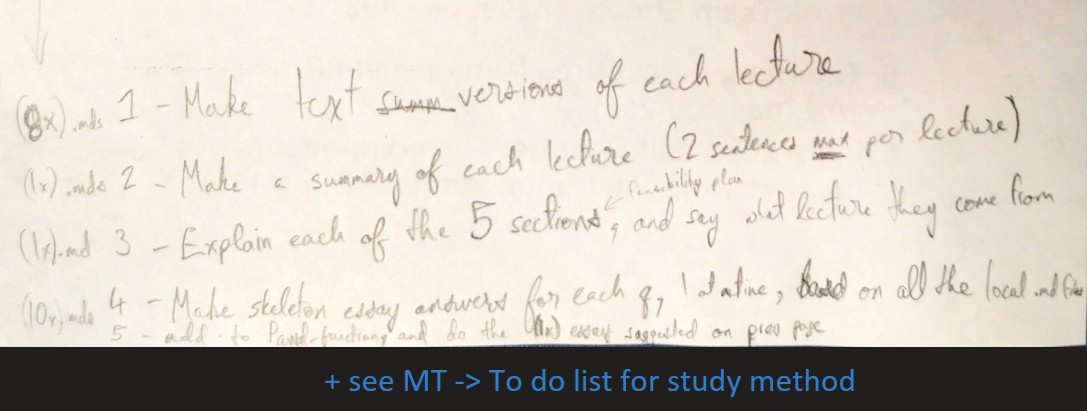 (8x).mds 1 - Make text summ versions of each lecture
(1x).mds 2 - Make a summary of each lecture (2 sentences max per lecture)
feasibility plan
(1x).md 3 - Explain each of the 5 sections, and say what lecture they come from
(10x).mds 4 - Make skeleton essay answers for each q, 1 at a time, based on all the local .md files
5 - add to and do the (1x) essay suggested on prev page
+ see MT -> To do list for study method